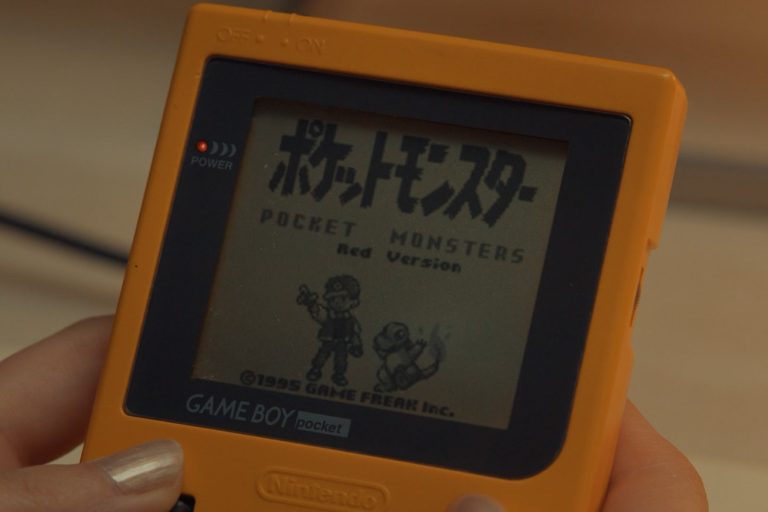 OFF ON
POWER
ポケットモンスター
POCKET MONSTERS
Red Version
©1995 GAME FREAK Inc.
GAME BOY pocket
Nintendo